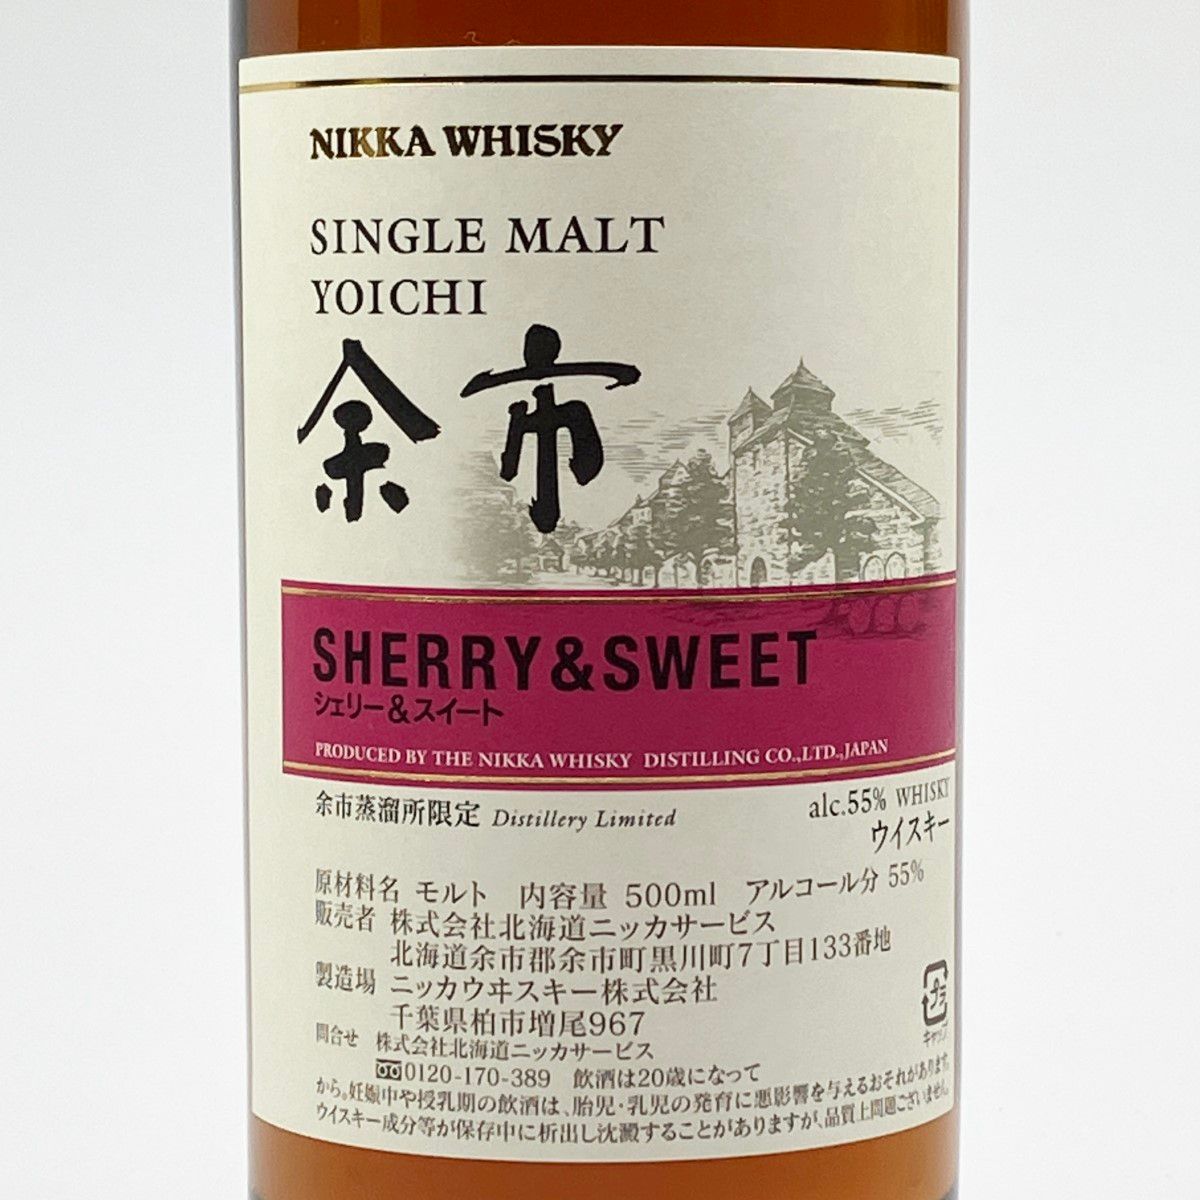 NIKKA WHISKY
SINGLE MALT
YOICHI
余市
SHERRY&SWEET
シェリー&スイート
PRODUCED BY THE NIKKA WHISKY DISTILLING CO.,LTD.,JAPAN
余市蒸溜所限定 Distillery Limited
alc.55% WHISKY
ウイスキー
原材料名 モルト 内容量 500ml アルコール分 55%
販売者 株式会社北海道ニッカサービス
北海道余市郡余市町黒川町7丁目133番地
製造場 ニッカウヰスキー株式会社
千葉県柏市増尾967
問合せ 株式会社北海道ニッカサービス
0120-170-389 飲酒は20歳になって
から。妊娠中や授乳期の飲酒は、胎児・乳児の発育に悪影響を与えるおそれがあります。
ウイスキー成分等が保存中に析出し沈澱することがありますが、品質上問題ございません。
プラ
キャップ